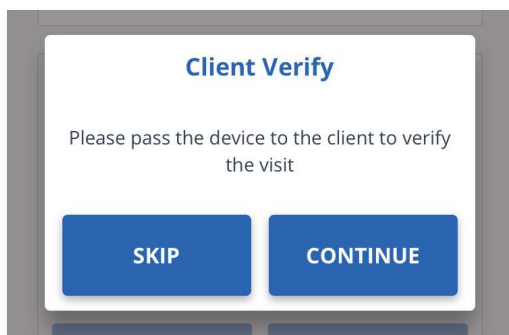 Client Verify
Please pass the device to the client to verify
the visit
SKIP
CONTINUE